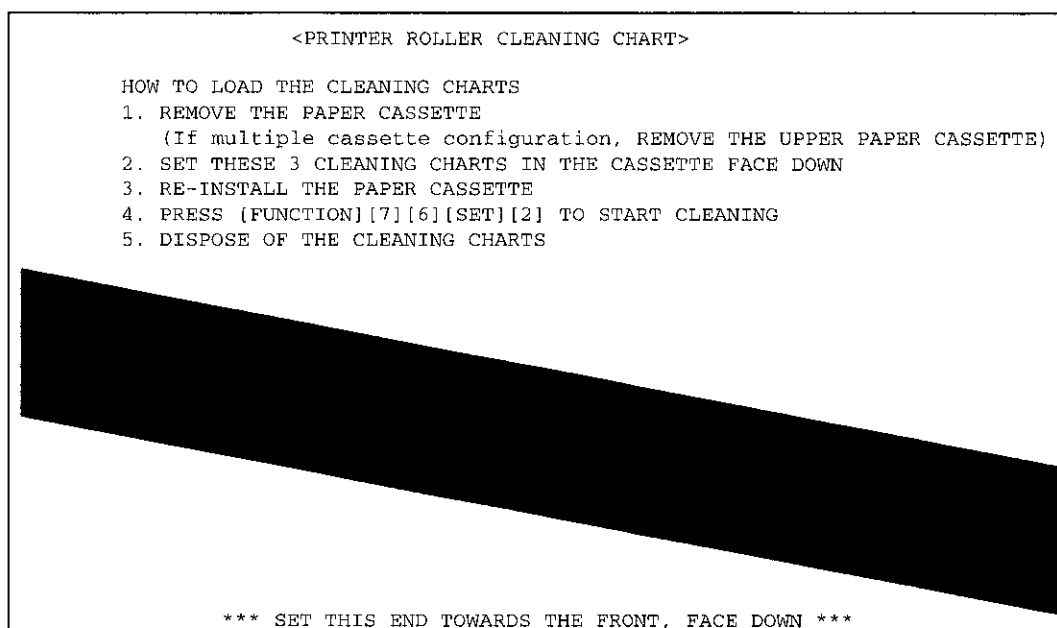 <PRINTER ROLLER CLEANING CHART>
HOW TO LOAD THE CLEANING CHARTS
1. REMOVE THE PAPER CASSETTE
(If multiple cassette configuration, REMOVE THE UPPER PAPER CASSETTE)
2. SET THESE 3 CLEANING CHARTS IN THE CASSETTE FACE DOWN
3. RE-INSTALL THE PAPER CASSETTE
4. PRESS [FUNCTION][7][6][SET][2] TO START CLEANING
5. DISPOSE OF THE CLEANING CHARTS
*** SET THIS END TOWARDS THE FRONT, FACE DOWN ***